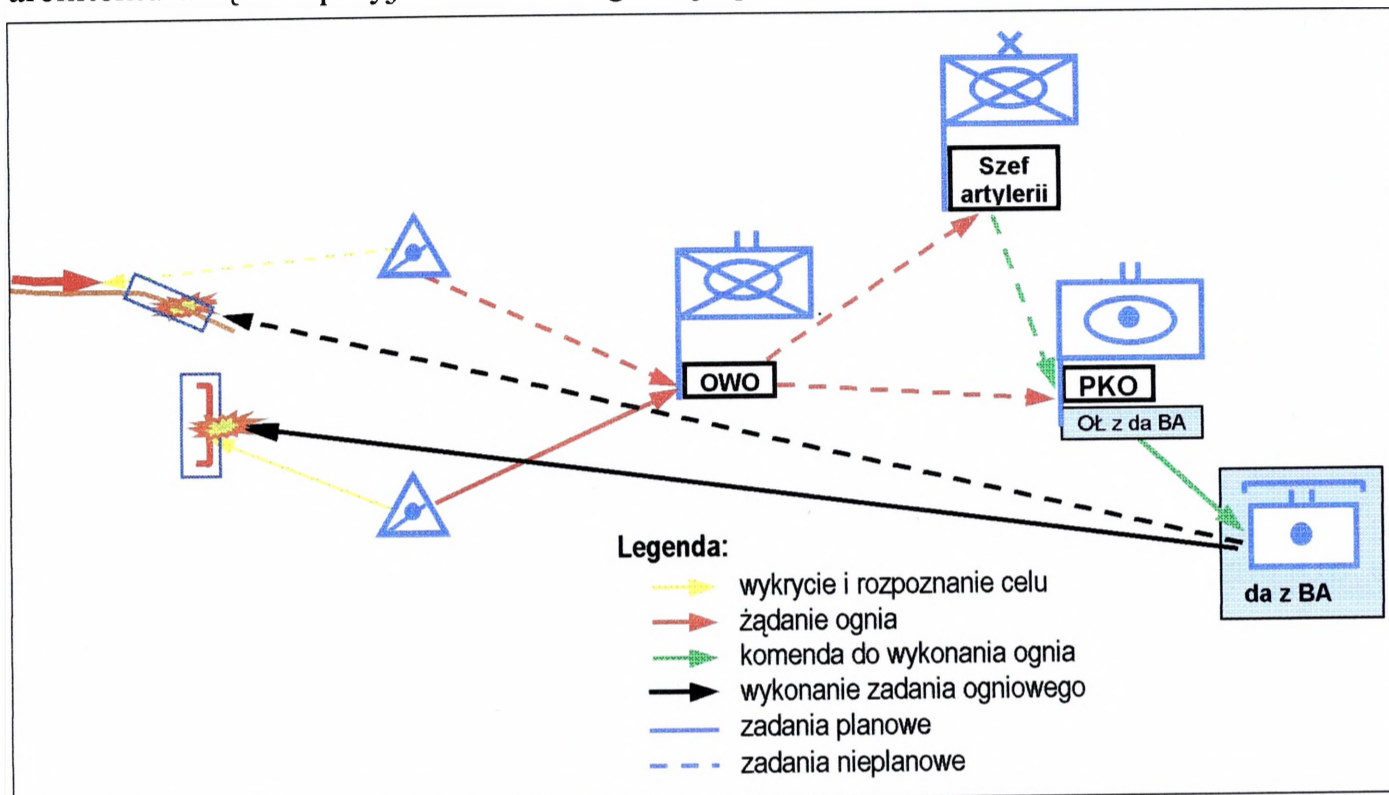 Szef
artylerii
OWO
PKO
OŁ z da BA
da z BA
Legenda:
wykrycie i rozpoznanie celu
żądanie ognia
komenda do wykonania ognia
wykonanie zadania ogniowego
zadania planowe
zadania nieplanowe